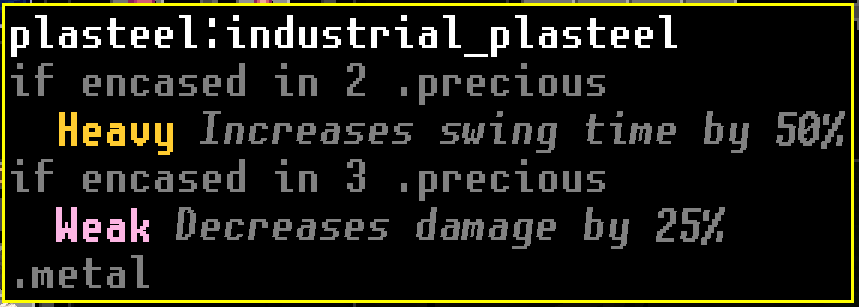 plasteel:industrial_plasteel
if encased in 2 .precious
Heavy Increases swing time by 50%
if encased in 3 .precious
Weak Decreases damage by 25%
.metal